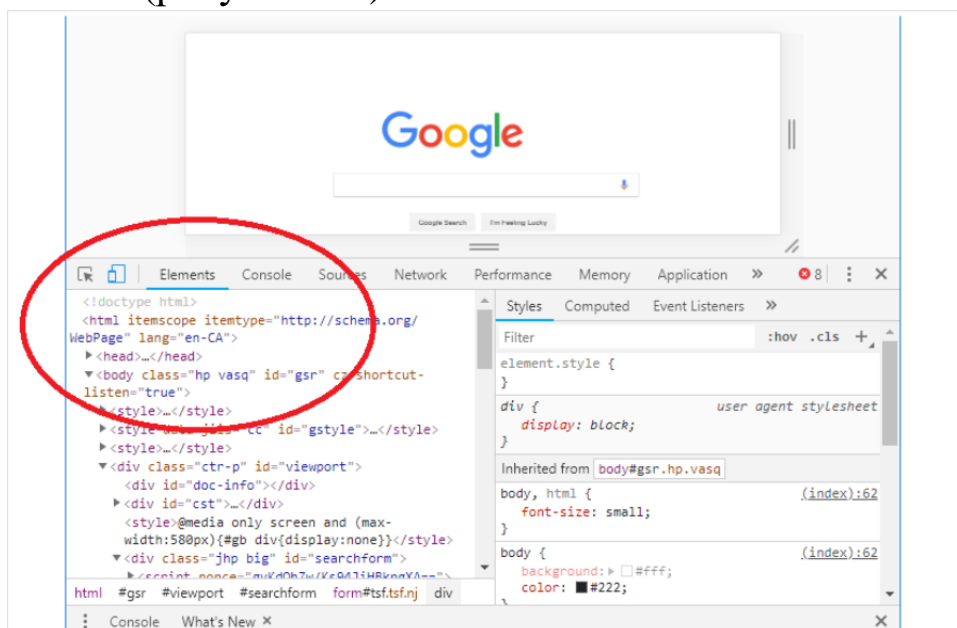 Google
Google Search I'm Feeling Lucky
Elements Console Sources Network Performance Memory Application » 8
<!doctype html>
<html itemscope itemtype="http://schema.org/
WebPage" lang="en-CA">
<head>…</head>
<body class="hp vasq" id="gsr" cz-shortcut-
listen="true">
<style>…</style>
<style data-jiis="cc" id="gstyle">…</style>
<style>…</style>
<div class="ctr-p" id="viewport">
<div id="doc-info"></div>
<div id="cst">…</div>
<style>@media only screen and (max-
width:580px){#gb div{display:none}}</style>
<div class="jhp big" id="searchform">
html #gsr #viewport #searchform form#tsf.tsf.nj div
Styles Computed Event Listeners »
Filter :hov .cls +
element.style {
}
div { user agent stylesheet
display: block;
}
Inherited from body#gsr.hp.vasq
body, html { (index):62
font-size: small;
}
body { (index):62
background: #fff;
color: #222;
}
Console What's New ×